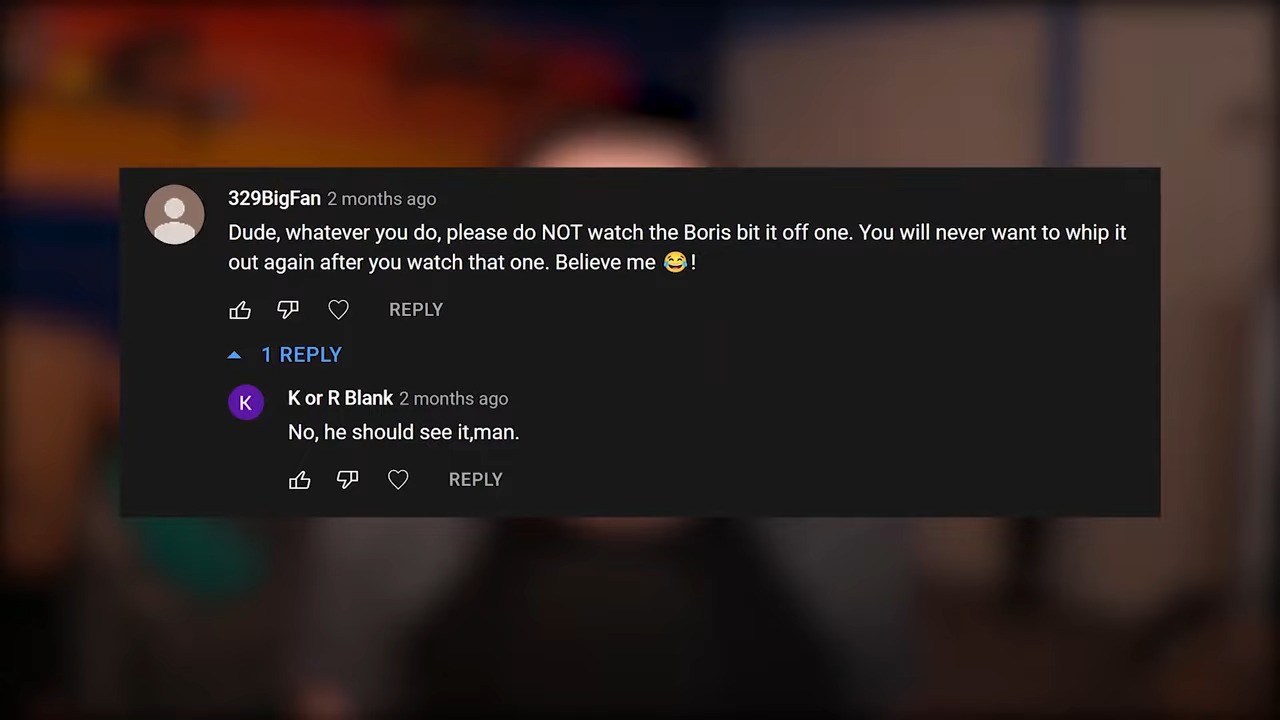 329BigFan 2 months ago
Dude, whatever you do, please do NOT watch the Boris bit it off one. You will never want to whip it
out again after you watch that one. Believe me 😂!
REPLY
1 REPLY
K
K or R Blank 2 months ago
No, he should see it,man.
REPLY